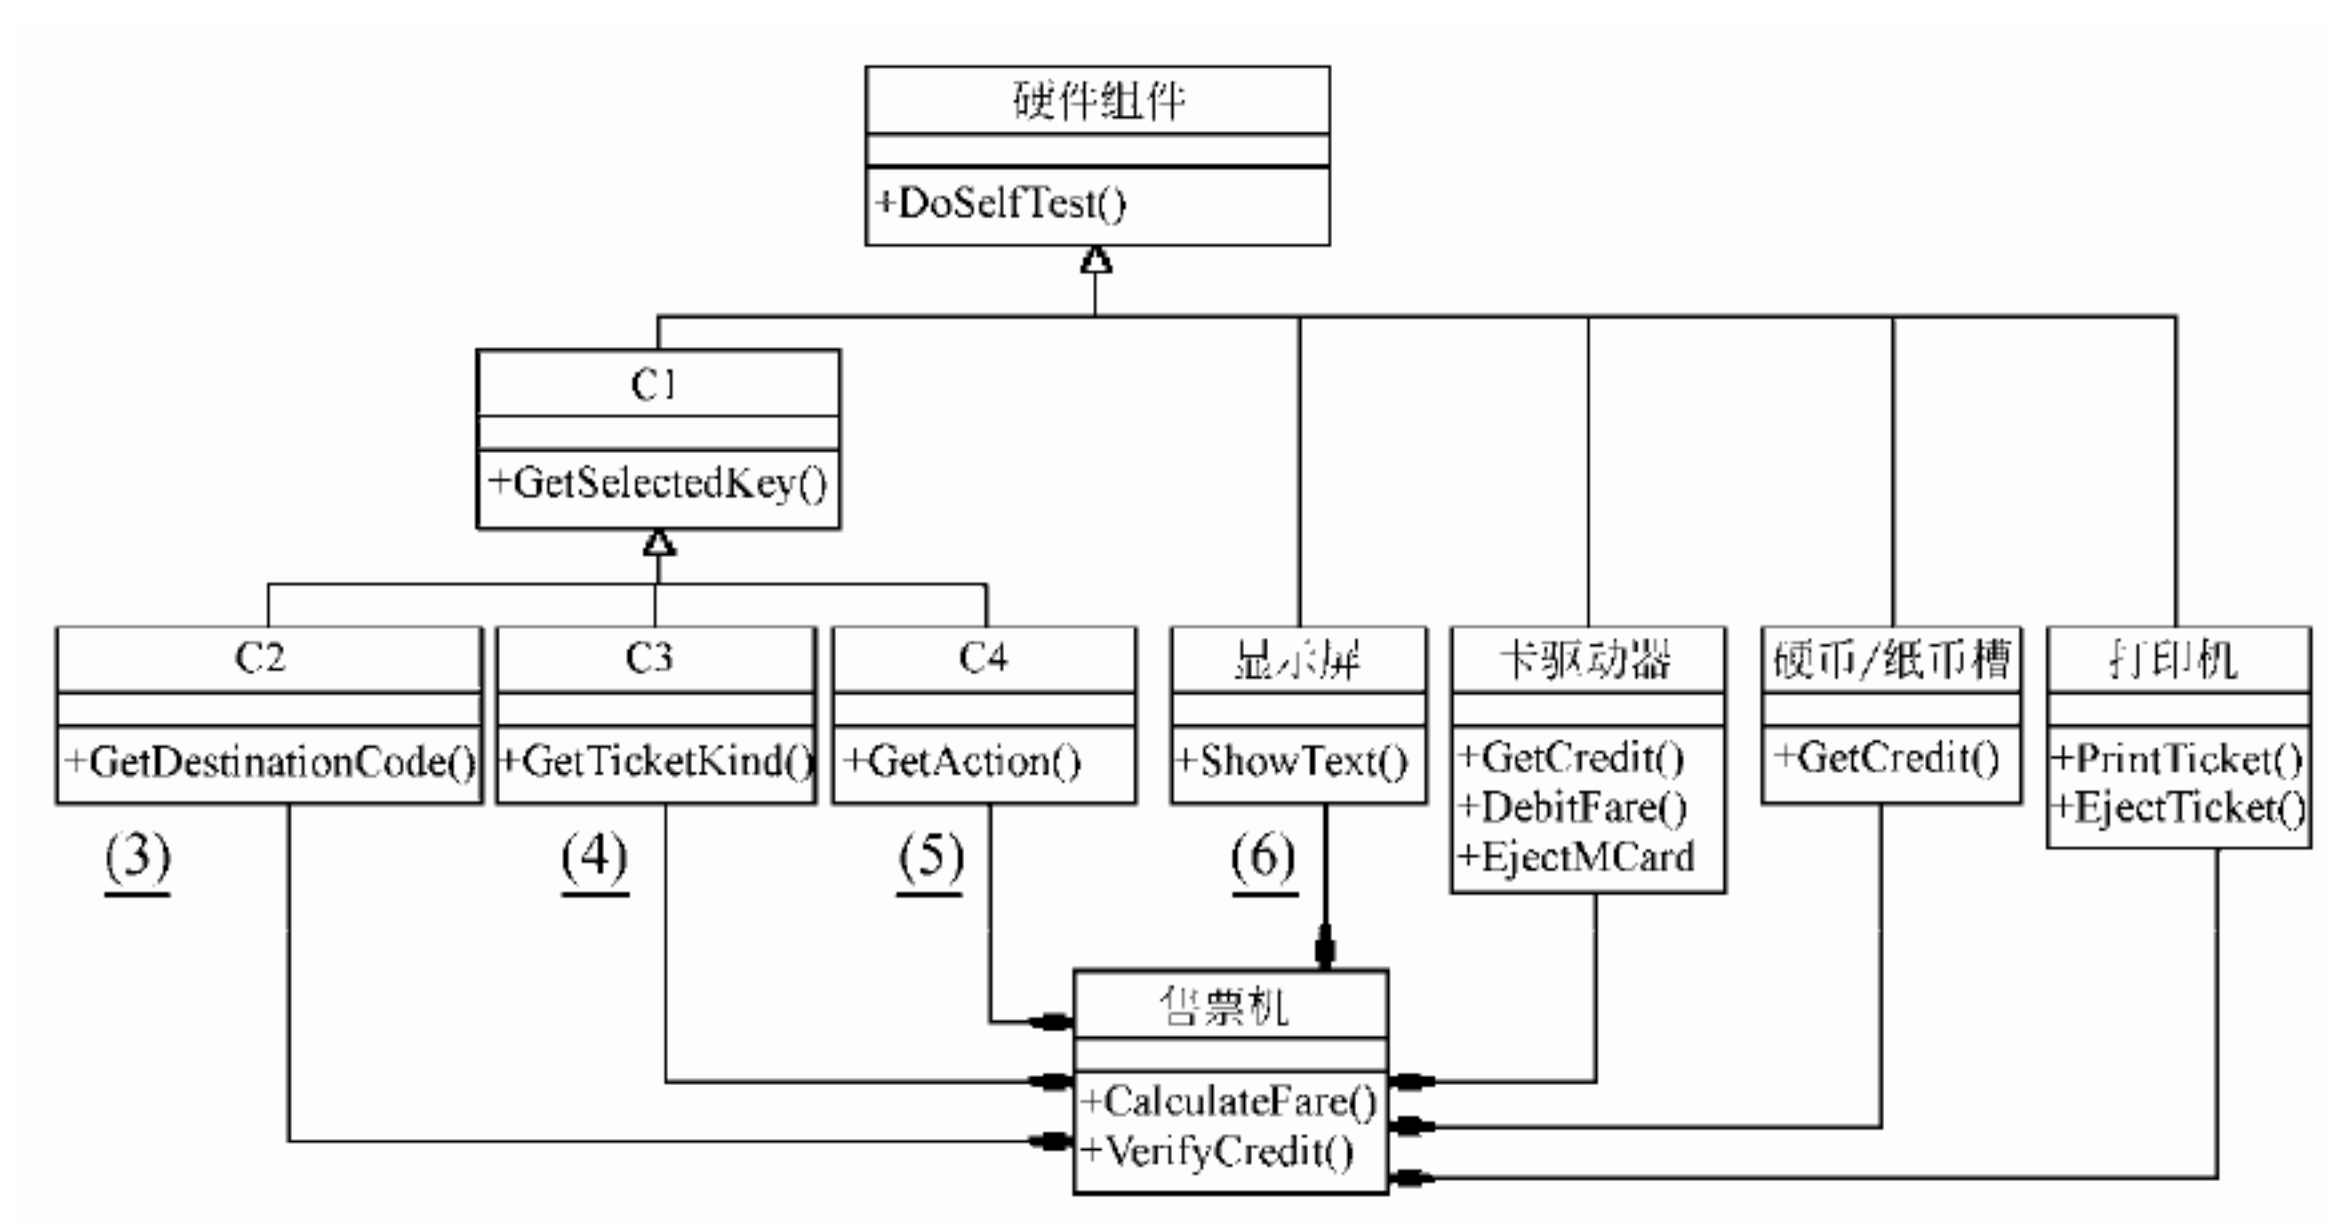 硬件组件
+DoSelfTest()
C1
+GetSelectedKey()
C2
+GetDestinationCode()
C3
+GetTicketKind()
C4
+GetAction()
显示屏
+ShowText()
卡驱动器
+GetCredit()
+DebitFare()
+EjectMCard
硬币/纸币槽
+GetCredit()
打印机
+PrintTicket()
+EjectTicket()
(3)
(4)
(5)
(6)
售票机
+CalculateFare()
+VerifyCredit()